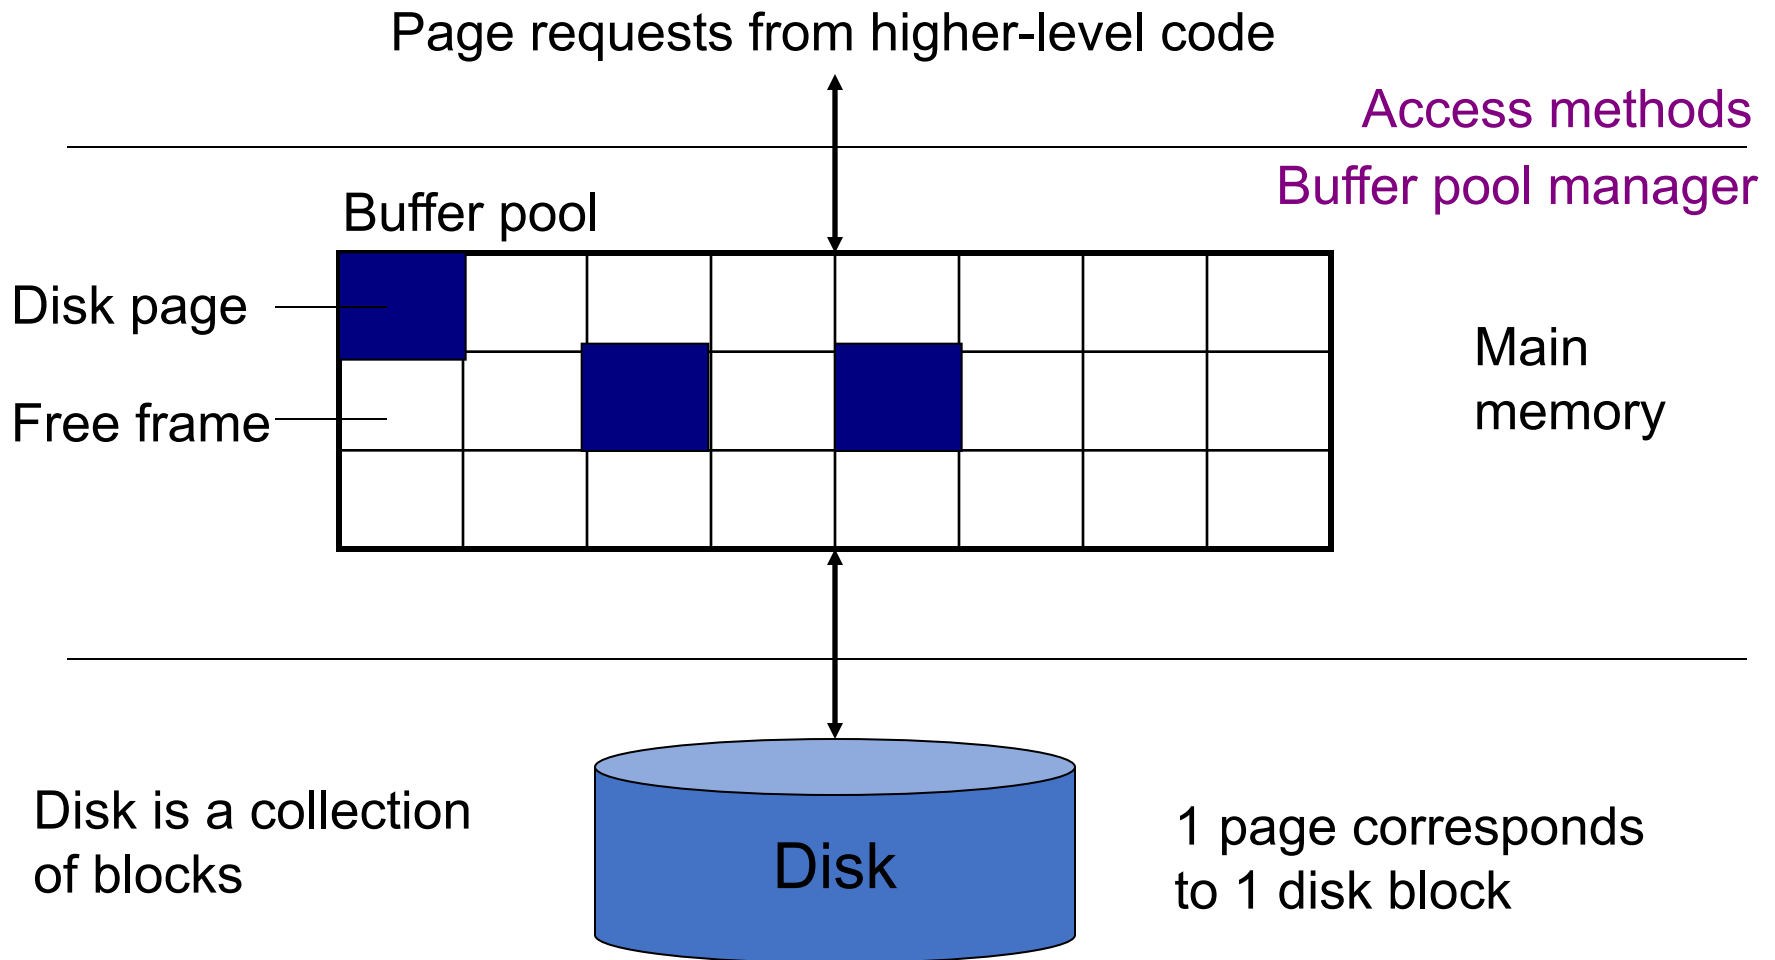 Page requests from higher-level code
Access methods
Buffer pool manager
Buffer pool
Disk page
Free frame
Main
memory
Disk is a collection
of blocks
Disk
1 page corresponds
to 1 disk block